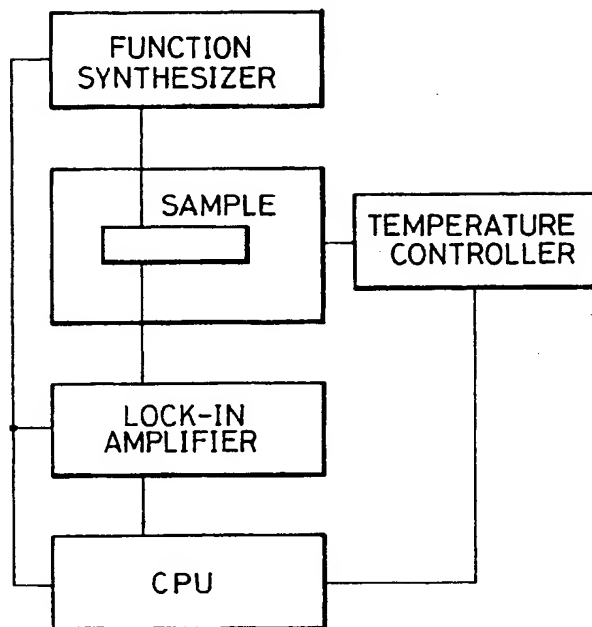 FUNCTION
SYNTHESIZER
SAMPLE
TEMPERATURE
CONTROLLER
LOCK-IN
AMPLIFIER
CPU